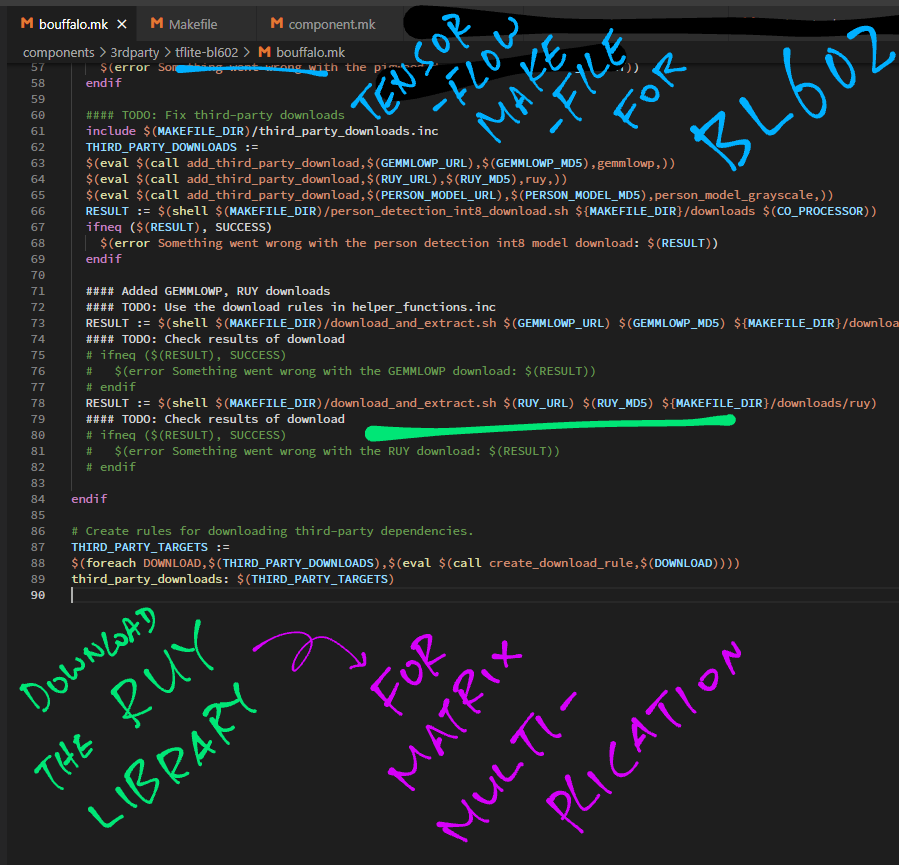 M bouffalo.mk × M Makefile M component.mk
components > 3rdparty > tflite-bl602 > M bouffalo.mk
TENSOR
-FLOW
MAKE
-FILE
FOR
BL602
57 $(error Something went wrong with the
58 endif
59
60 #### TODO: Fix third-party downloads
61 include $(MAKEFILE_DIR)/third_party_downloads.inc
62 THIRD_PARTY_DOWNLOADS :=
63 $(eval $(call add_third_party_download,$(GEMMLOWP_URL),$(GEMMLOWP_MD5),gemmlowp,))
64 $(eval $(call add_third_party_download,$(RUY_URL),$(RUY_MD5),ruy,))
65 $(eval $(call add_third_party_download,$(PERSON_MODEL_URL),$(PERSON_MODEL_MD5),person_model_grayscale,))
66 RESULT := $(shell $(MAKEFILE_DIR)/person_detection_int8_download.sh ${MAKEFILE_DIR}/downloads $(CO_PROCESSOR))
67 ifneq ($(RESULT), SUCCESS)
68 $(error Something went wrong with the person detection int8 model download: $(RESULT))
69 endif
70
71 #### Added GEMMLOWP, RUY downloads
72 #### TODO: Use the download rules in helper_functions.inc
73 RESULT := $(shell $(MAKEFILE_DIR)/download_and_extract.sh $(GEMMLOWP_URL) $(GEMMLOWP_MD5) ${MAKEFILE_DIR}/downloa
74 #### TODO: Check results of download
75 # ifneq ($(RESULT), SUCCESS)
76 # $(error Something went wrong with the GEMMLOWP download: $(RESULT))
77 # endif
78 RESULT := $(shell $(MAKEFILE_DIR)/download_and_extract.sh $(RUY_URL) $(RUY_MD5) ${MAKEFILE_DIR}/downloads/ruy)
79 #### TODO: Check results of download
80 # ifneq ($(RESULT), SUCCESS)
81 # $(error Something went wrong with the RUY download: $(RESULT))
82 # endif
83
84 endif
85
86 # Create rules for downloading third-party dependencies.
87 THIRD_PARTY_TARGETS :=
88 $(foreach DOWNLOAD,$(THIRD_PARTY_DOWNLOADS),$(eval $(call create_download_rule,$(DOWNLOAD))))
89 third_party_downloads: $(THIRD_PARTY_TARGETS)
90
DOWNLOAD
THE RUY
LIBRARY
FOR
MATRIX
MULTI-
PLICATION